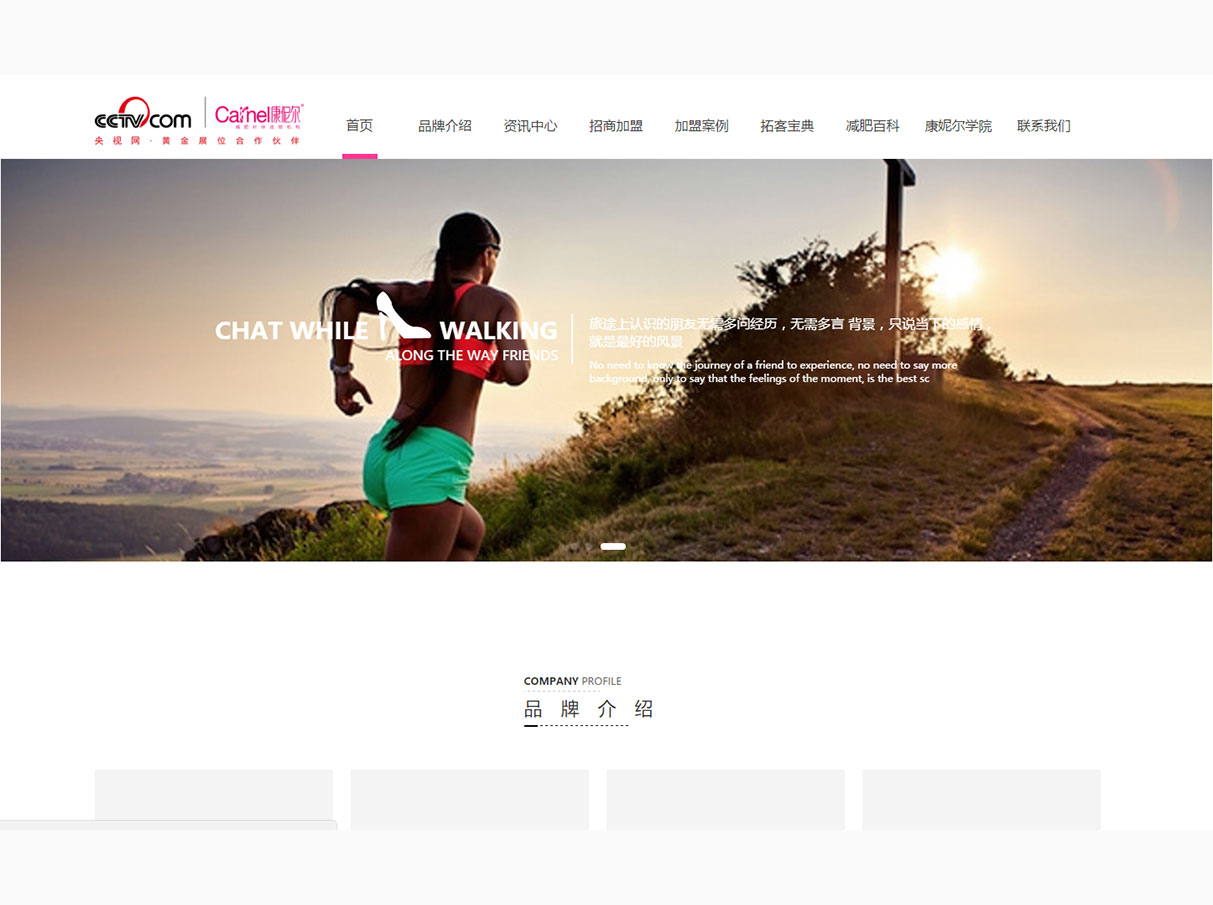 CCTV.com
Carnel康妮尔
央视网·黄金展位合作伙伴
首页 品牌介绍 资讯中心 招商加盟 加盟案例 拓客宝典 减肥百科 康妮尔学院 联系我们
CHAT WHILE WALKING
ALONG THE WAY FRIENDS
旅途上认识的朋友无需多问经历，无需多言 背景，只说当下的感情，
就是最好的风景
No need to know the journey of a friend to experience, no need to say more
background, only to say that the feelings of the moment, is the best sc
COMPANY PROFILE
品牌介绍